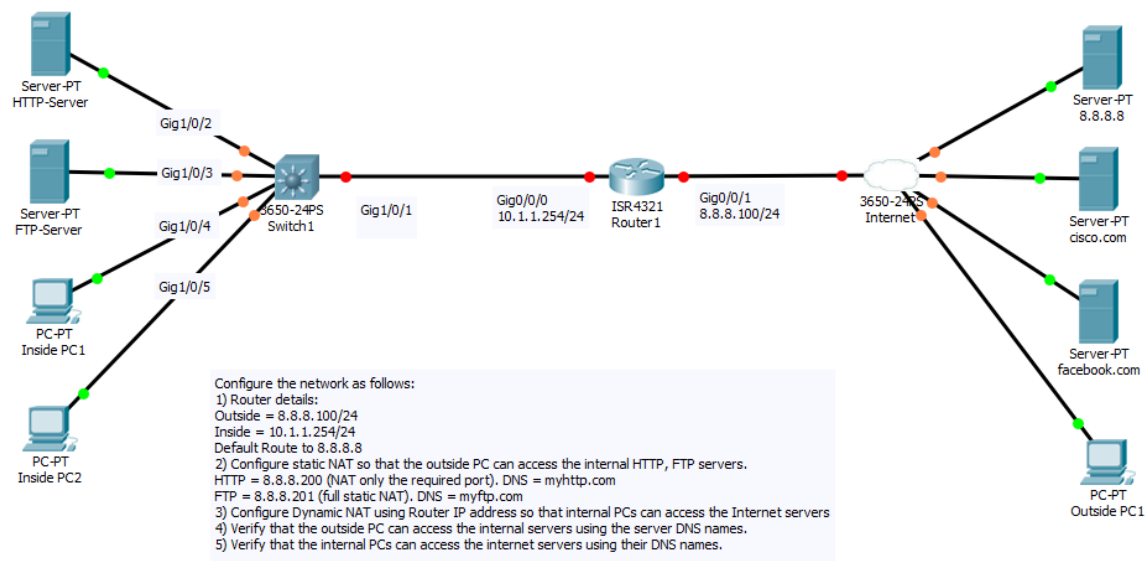 Server-PT
HTTP-Server
Gig1/0/2
Server-PT
FTP-Server
Gig1/0/3
Gig1/0/4
Gig1/0/5
PC-PT
Inside PC1
PC-PT
Inside PC2
3650-24PS
Switch1
Gig1/0/1
Gig0/0/0
10.1.1.254/24
ISR4321
Router1
Gig0/0/1
8.8.8.100/24
3650-24PS
Internet
Server-PT
8.8.8.8
Server-PT
cisco.com
Server-PT
facebook.com
PC-PT
Outside PC1
Configure the network as follows:
1) Router details:
Outside = 8.8.8.100/24
Inside = 10.1.1.254/24
Default Route to 8.8.8.8
2) Configure static NAT so that the outside PC can access the internal HTTP, FTP servers.
HTTP = 8.8.8.200 (NAT only the required port). DNS = myhttp.com
FTP = 8.8.8.201 (full static NAT). DNS = myftp.com
3) Configure Dynamic NAT using Router IP address so that internal PCs can access the Internet servers
4) Verify that the outside PC can access the internal servers using the server DNS names.
5) Verify that the internal PCs can access the internet servers using their DNS names.